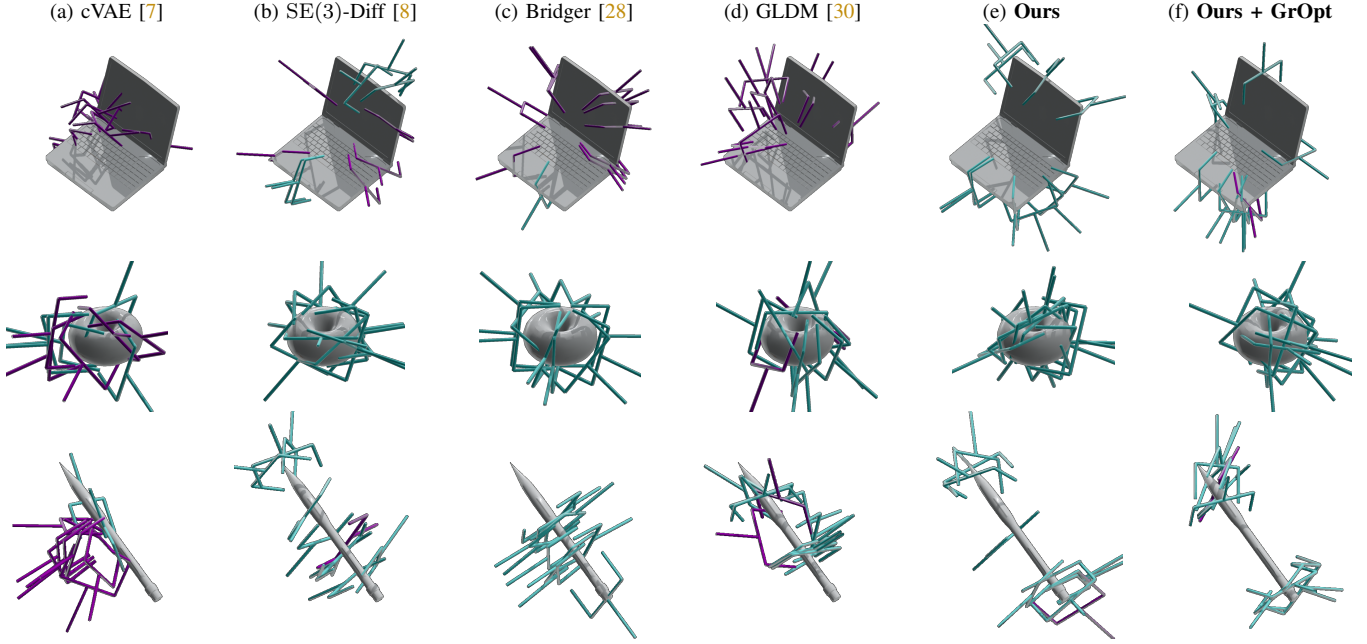 (a) cVAE [7] (b) SE(3)-Diff [8] (c) Bridger [28] (d) GLDM [30] (e) Ours (f) Ours + GrOpt